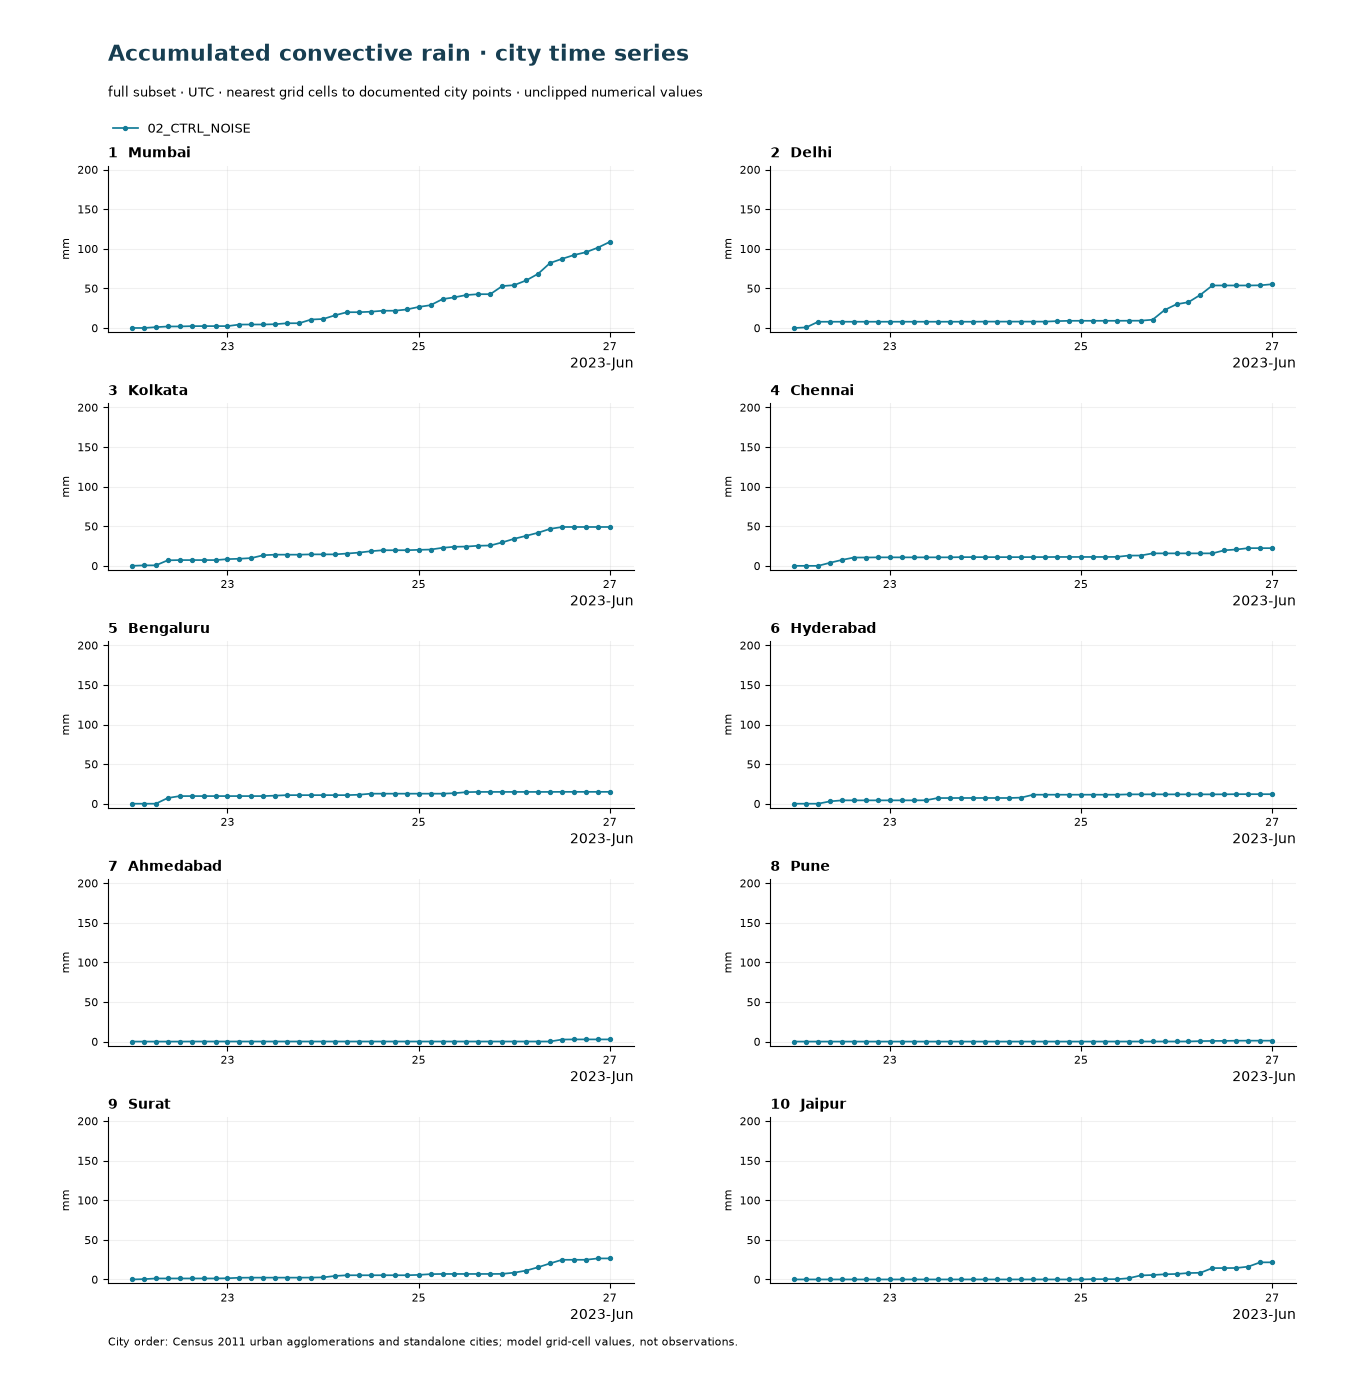 Accumulated convective rain · city time series
full subset · UTC · nearest grid cells to documented city points · unclipped numerical values
02_CTRL_NOISE
1 Mumbai
200
150
100
50
0
mm
23
25
27
2023-Jun
2 Delhi
200
150
100
50
0
mm
23
25
27
2023-Jun
3 Kolkata
200
150
100
50
0
mm
23
25
27
2023-Jun
4 Chennai
200
150
100
50
0
mm
23
25
27
2023-Jun
5 Bengaluru
200
150
100
50
0
mm
23
25
27
2023-Jun
6 Hyderabad
200
150
100
50
0
mm
23
25
27
2023-Jun
7 Ahmedabad
200
150
100
50
0
mm
23
25
27
2023-Jun
8 Pune
200
150
100
50
0
mm
23
25
27
2023-Jun
9 Surat
200
150
100
50
0
mm
23
25
27
2023-Jun
10 Jaipur
200
150
100
50
0
mm
23
25
27
2023-Jun
City order: Census 2011 urban agglomerations and standalone cities; model grid-cell values, not observations.